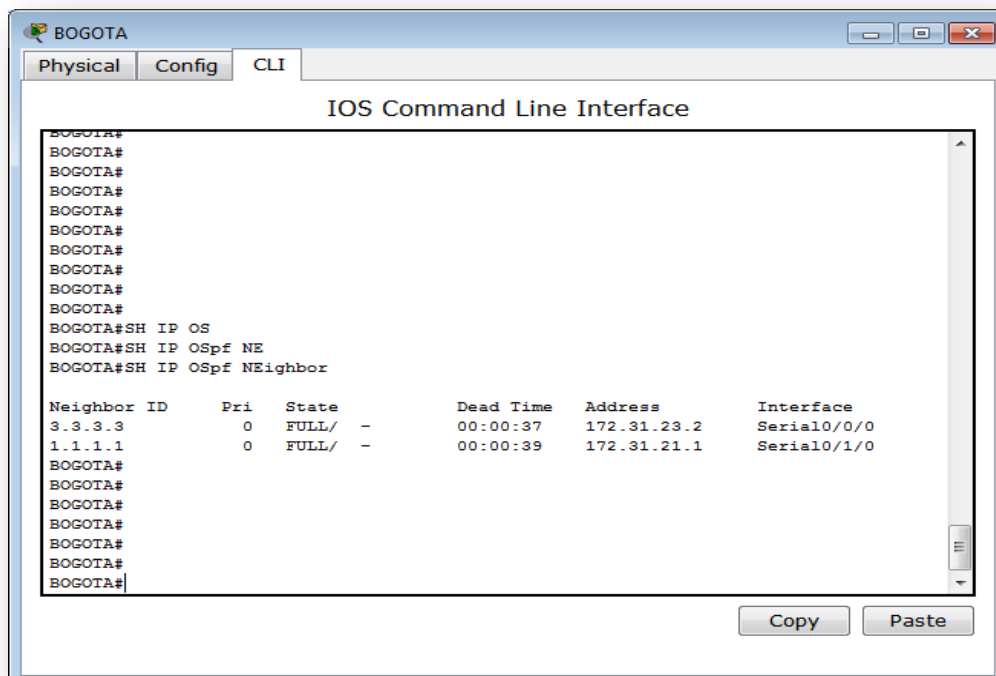 BOGOTA
Physical Config CLI
IOS Command Line Interface
BOGOTA#
BOGOTA#
BOGOTA#
BOGOTA#
BOGOTA#
BOGOTA#
BOGOTA#
BOGOTA#
BOGOTA#
BOGOTA#
BOGOTA#SH IP OS
BOGOTA#SH IP OSpf NE
BOGOTA#SH IP OSpf NEighbor
Neighbor ID Pri State Dead Time Address Interface
3.3.3.3 0 FULL/ - 00:00:37 172.31.23.2 Serial0/0/0
1.1.1.1 0 FULL/ - 00:00:39 172.31.21.1 Serial0/1/0
BOGOTA#
BOGOTA#
BOGOTA#
BOGOTA#
BOGOTA#
BOGOTA#
BOGOTA#
Copy Paste